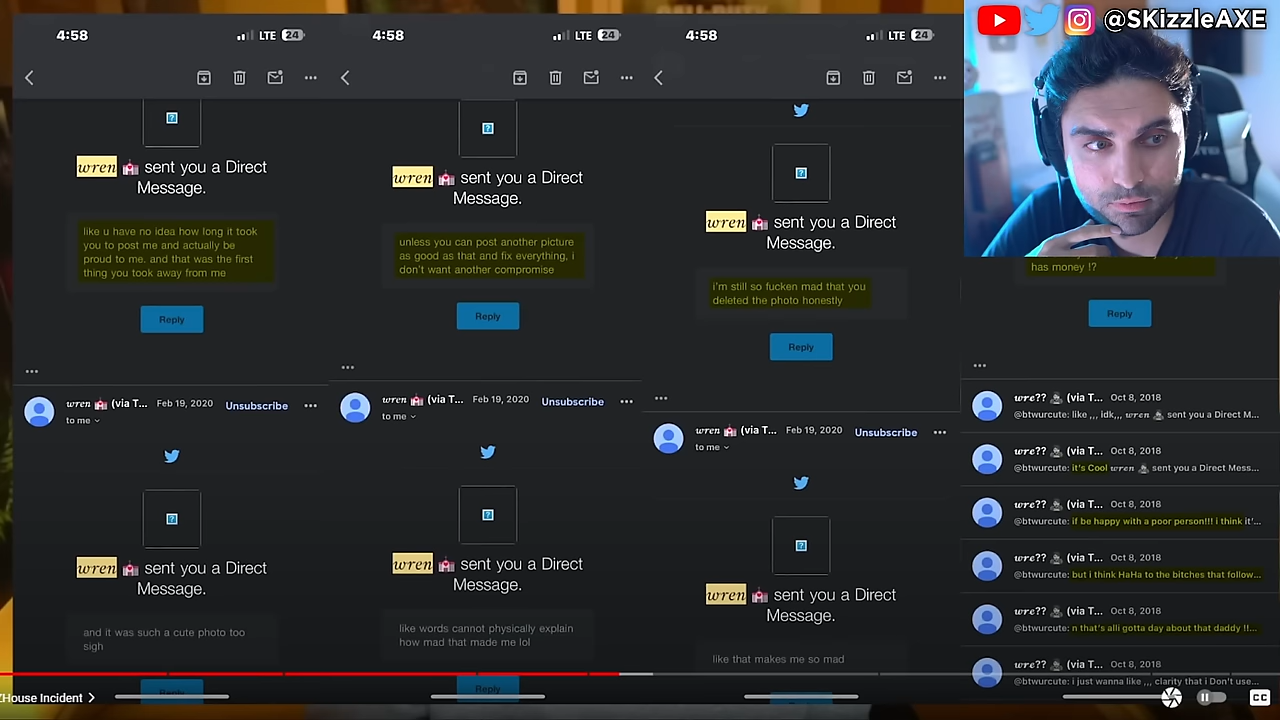 @SKizzleAXE
4:58
LTE 24
wren sent you a Direct
Message.
like u have no idea how long it took
you to post me and actually be
proud to me. and that was the first
thing you took away from me
Reply
wren (via T... Feb 19, 2020 Unsubscribe
to me
wren sent you a Direct
Message.
and it was such a cute photo too
sigh
Reply
4:58
LTE 24
wren sent you a Direct
Message.
unless you can post another picture
as good as that and fix everything, i
don't want another compromise
Reply
wren (via T... Feb 19, 2020 Unsubscribe
to me
wren sent you a Direct
Message.
like words cannot physically explain
how mad that made me lol
Reply
4:58
LTE 24
wren sent you a Direct
Message.
i'm still so fucken mad that you
deleted the photo honestly
Reply
wren (via T... Feb 19, 2020 Unsubscribe
to me
wren sent you a Direct
Message.
like that makes me so mad
has money !?
Reply
wre?? (via T... Oct 8, 2018
@btwurcute: like ,,, idk,,, wren sent you a Direct M...
wre?? (via T... Oct 8, 2018
@btwurcute: it's Cool wren sent you a Direct Mess...
wre?? (via T... Oct 8, 2018
@btwurcute: if be happy with a poor person!!! i think it'...
wre?? (via T... Oct 8, 2018
@btwurcute: but i think HaHa to the bitches that follow...
wre?? (via T... Oct 8, 2018
@btwurcute: n that's alli gotta day about that daddy !!...
wre?? (via T... Oct 8, 2018
@btwurcute: i just wanna like ,,, clarity that i Don't use...
House Incident
CC